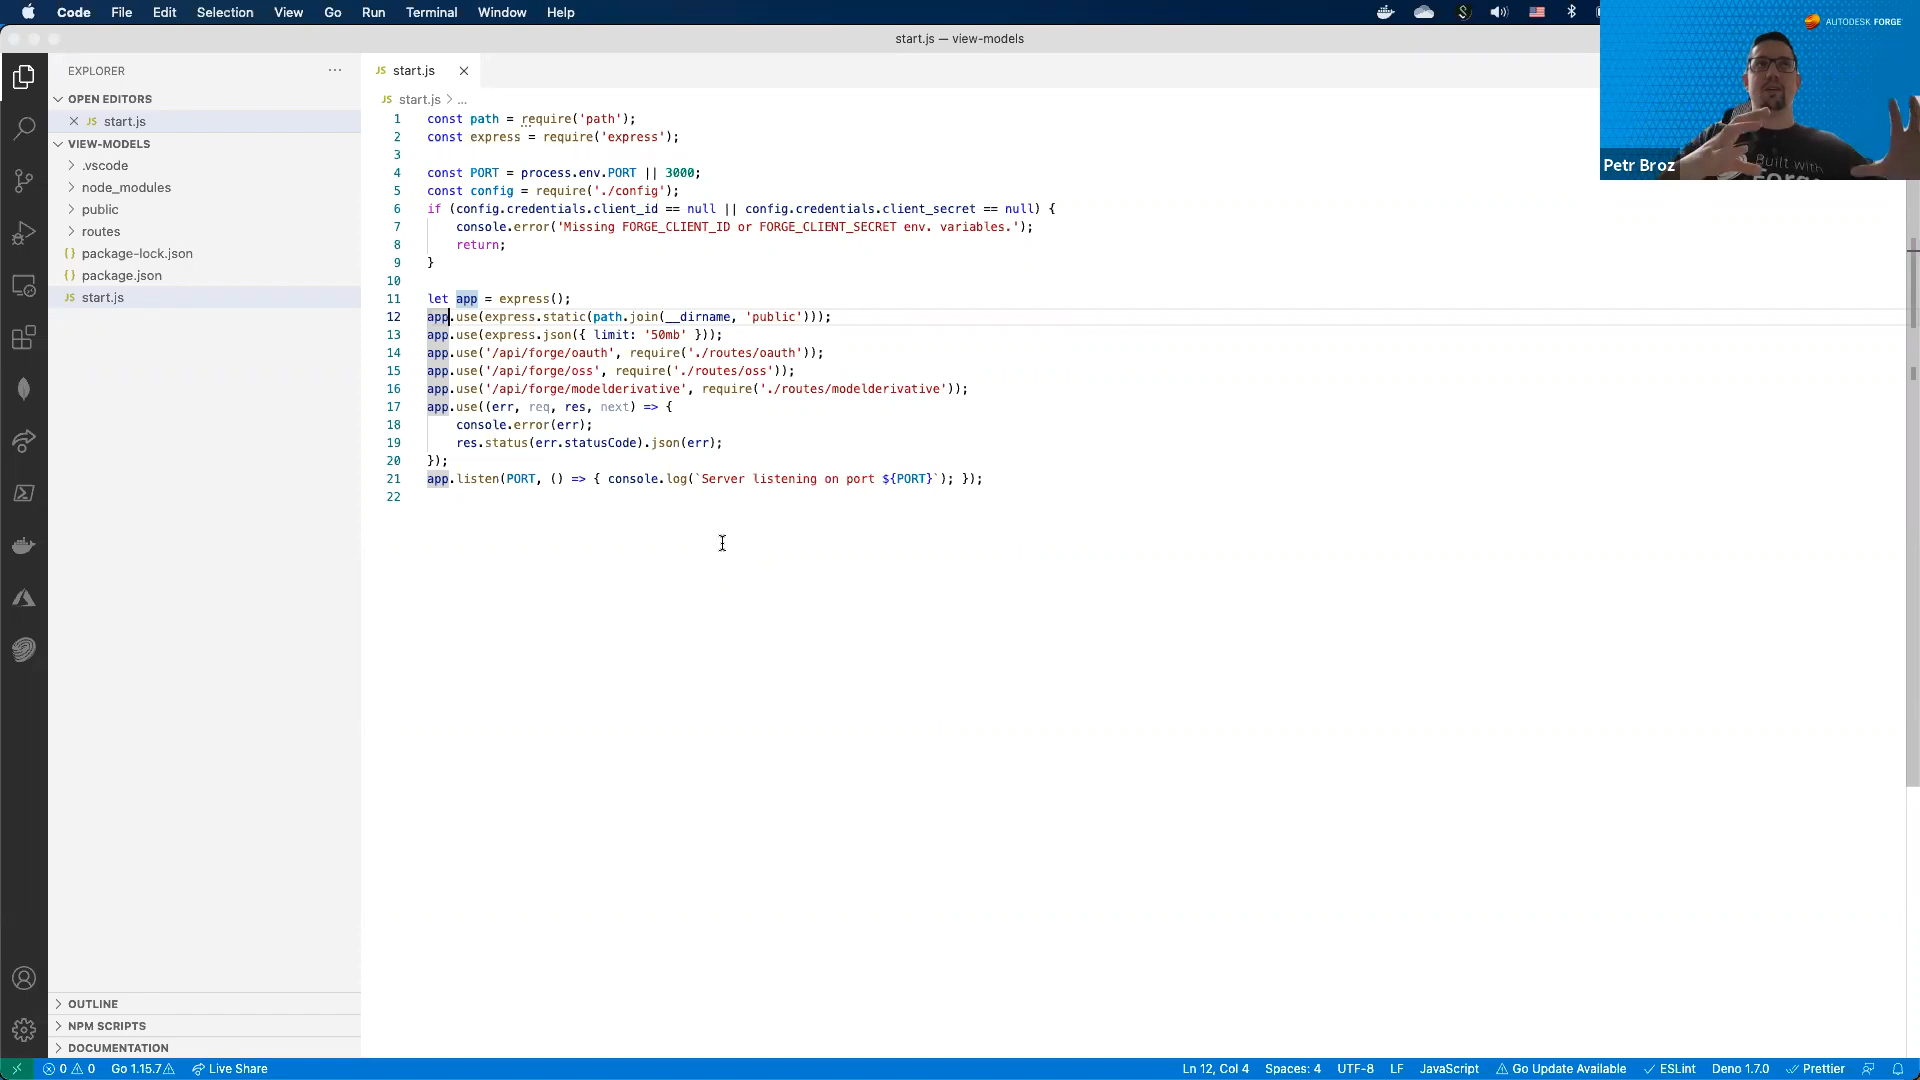 Code File Edit Selection View Go Run Terminal Window Help
start.js — view-models
AUTODESK FORGE
Built with
Petr Broz
EXPLORER
OPEN EDITORS
JS start.js
VIEW-MODELS
.vscode
node_modules
public
routes
{} package-lock.json
{} package.json
JS start.js
OUTLINE
NPM SCRIPTS
DOCUMENTATION
JS start.js
JS start.js > ...
1 const path = require('path');
2 const express = require('express');
3
4 const PORT = process.env.PORT || 3000;
5 const config = require('./config');
6 if (config.credentials.client_id == null || config.credentials.client_secret == null) {
7 console.error('Missing FORGE_CLIENT_ID or FORGE_CLIENT_SECRET env. variables.');
8 return;
9 }
10
11 let app = express();
12 app.use(express.static(path.join(__dirname, 'public')));
13 app.use(express.json({ limit: '50mb' }));
14 app.use('/api/forge/oauth', require('./routes/oauth'));
15 app.use('/api/forge/oss', require('./routes/oss'));
16 app.use('/api/forge/modelderivative', require('./routes/modelderivative'));
17 app.use((err, req, res, next) => {
18 console.error(err);
19 res.status(err.statusCode).json(err);
20 });
21 app.listen(PORT, () => { console.log(`Server listening on port ${PORT}`); });
22
0 0 Go 1.15.7 Live Share Ln 12, Col 4 Spaces: 4 UTF-8 LF JavaScript Go Update Available ESLint Deno 1.7.0 Prettier